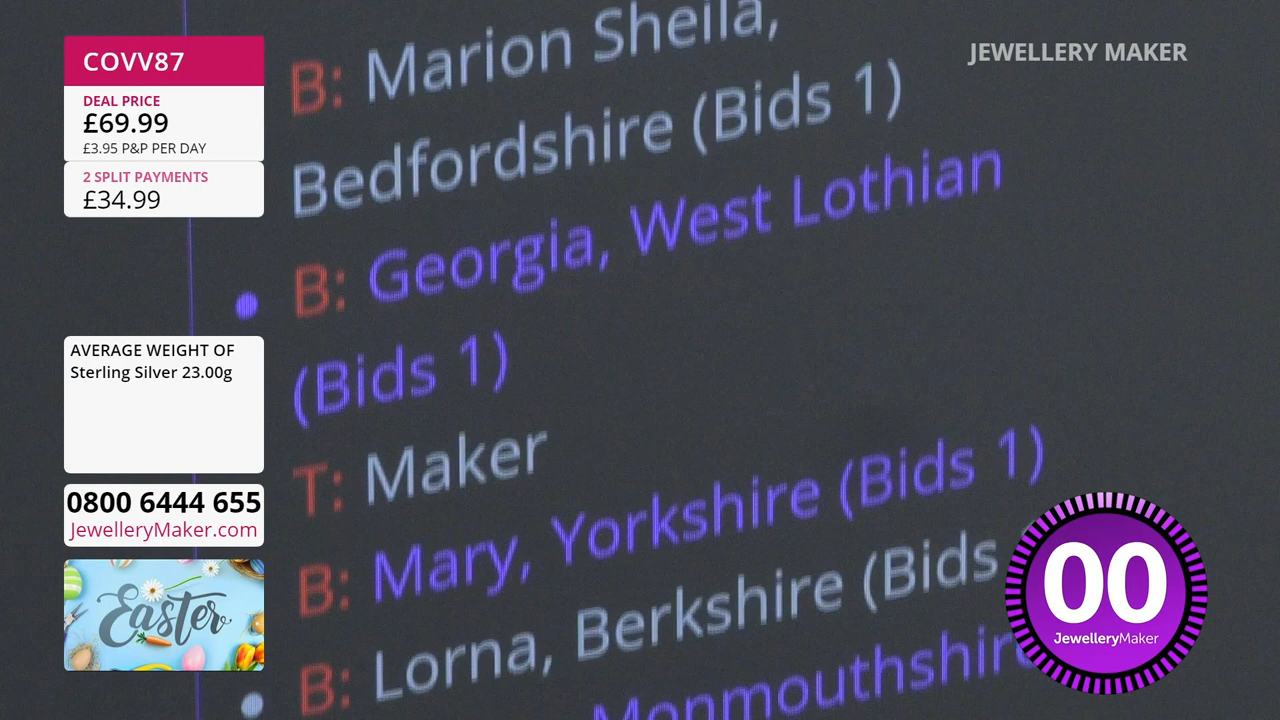 COVV87
DEAL PRICE
£69.99
£3.95 P&P PER DAY
2 SPLIT PAYMENTS
£34.99
AVERAGE WEIGHT OF
Sterling Silver 23.00g
0800 6444 655
JewelleryMaker.com
Easter
JEWELLERY MAKER
B: Marion Sheila,
Bedfordshire (Bids 1)
B: Georgia, West Lothian
(Bids 1)
T: Maker
B: Mary, Yorkshire (Bids 1)
B: Lorna, Berkshire (Bids
Monmouthshire
00
JewelleryMaker